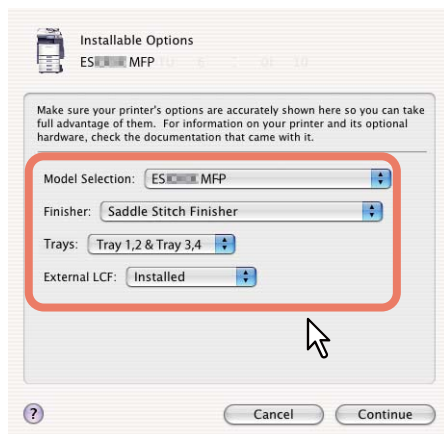 Installable Options
ES MFP
Make sure your printer's options are accurately shown here so you can take
full advantage of them. For information on your printer and its optional
hardware, check the documentation that came with it.
Model Selection: ES MFP
Finisher: Saddle Stitch Finisher
Trays: Tray 1,2 & Tray 3,4
External LCF: Installed
? Cancel Continue